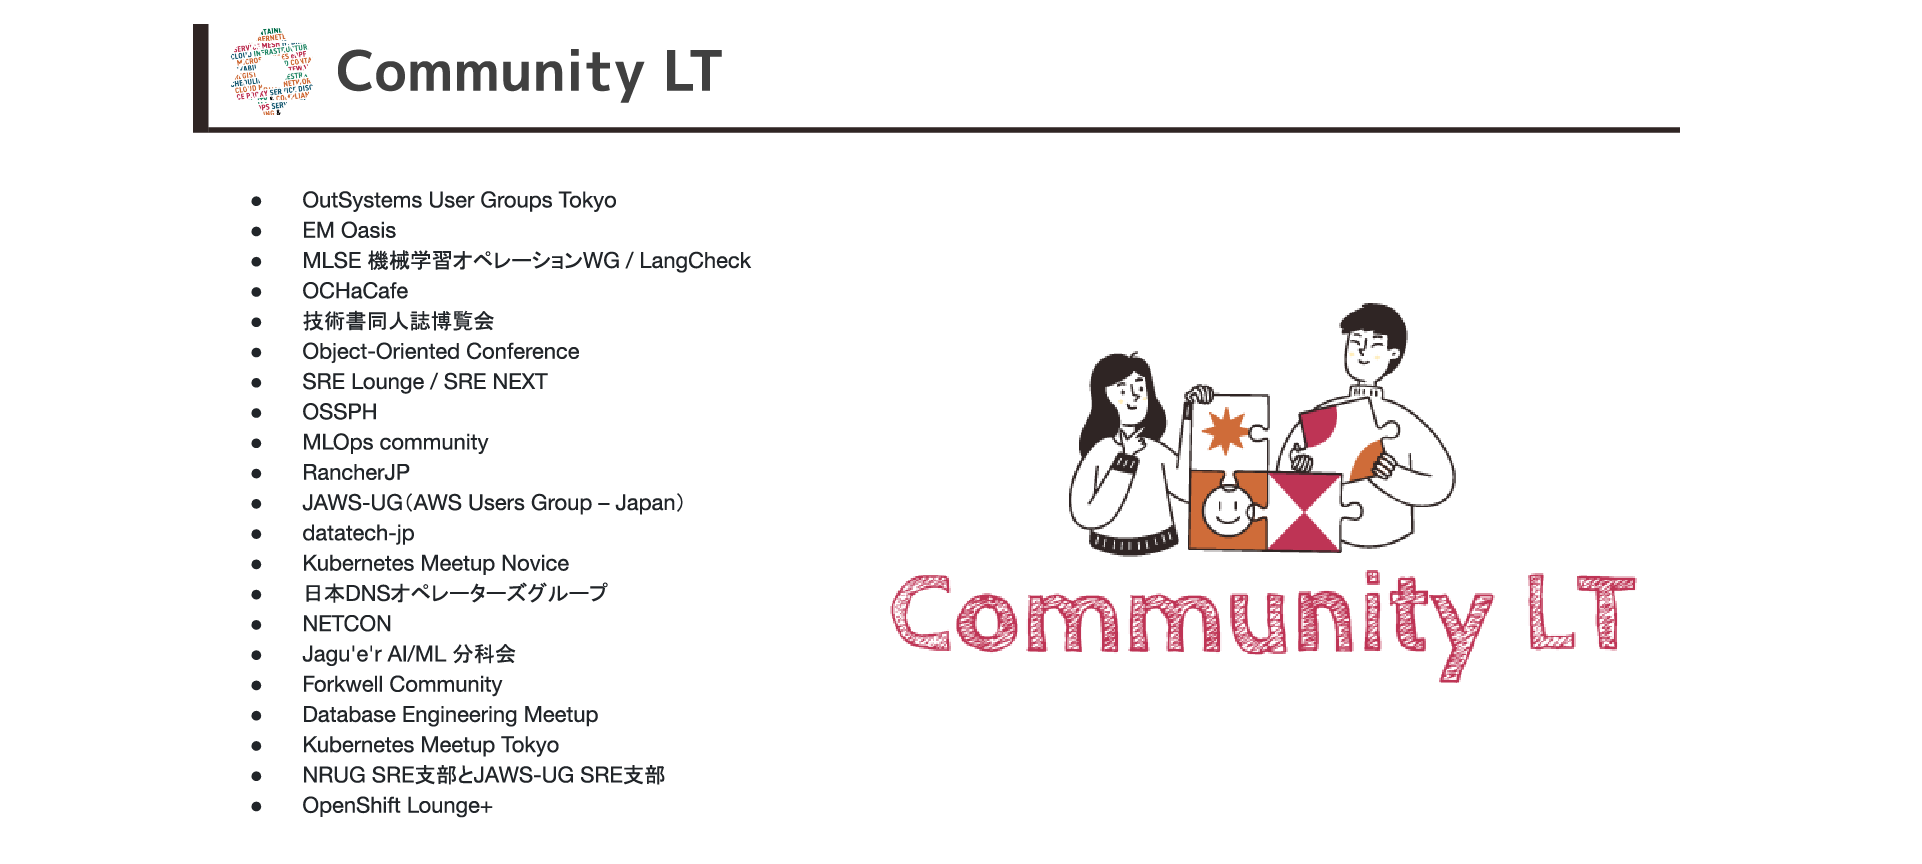 Community LT
● OutSystems User Groups Tokyo
● EM Oasis
● MLSE 機械学習オペレーションWG / LangCheck
● OCHaCafe
● 技術書同人誌博覧会
● Object-Oriented Conference
● SRE Lounge / SRE NEXT
● OSSPH
● MLOps community
● RancherJP
● JAWS-UG（AWS Users Group – Japan）
● datatech-jp
● Kubernetes Meetup Novice
● 日本DNSオペレーターズグループ
● NETCON
● Jagu'e'r AI/ML 分科会
● Forkwell Community
● Database Engineering Meetup
● Kubernetes Meetup Tokyo
● NRUG SRE支部とJAWS-UG SRE支部
● OpenShift Lounge+
Community LT